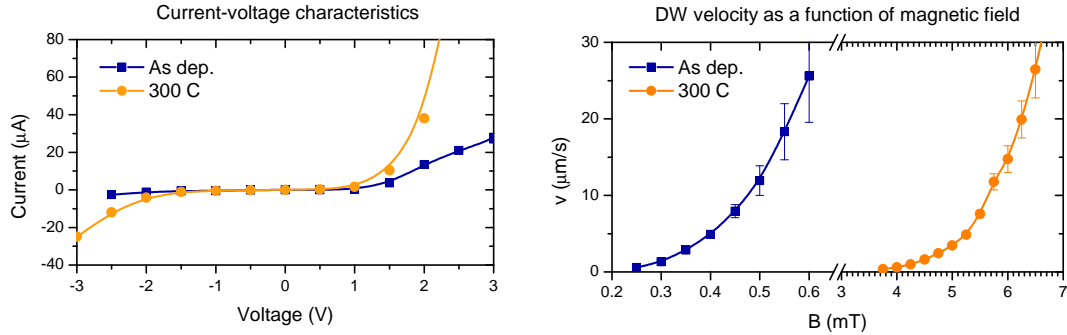 Current-voltage characteristics
80
60
40
20
0
-20
-40
-3 -2 -1 0 1 2 3
Current (μA)
Voltage (V)
As dep.
300 C
DW velocity as a function of magnetic field
30
20
10
0
0.2 0.3 0.4 0.5 0.6 3 4 5 6 7
v (μm/s)
B (mT)
As dep.
300 C